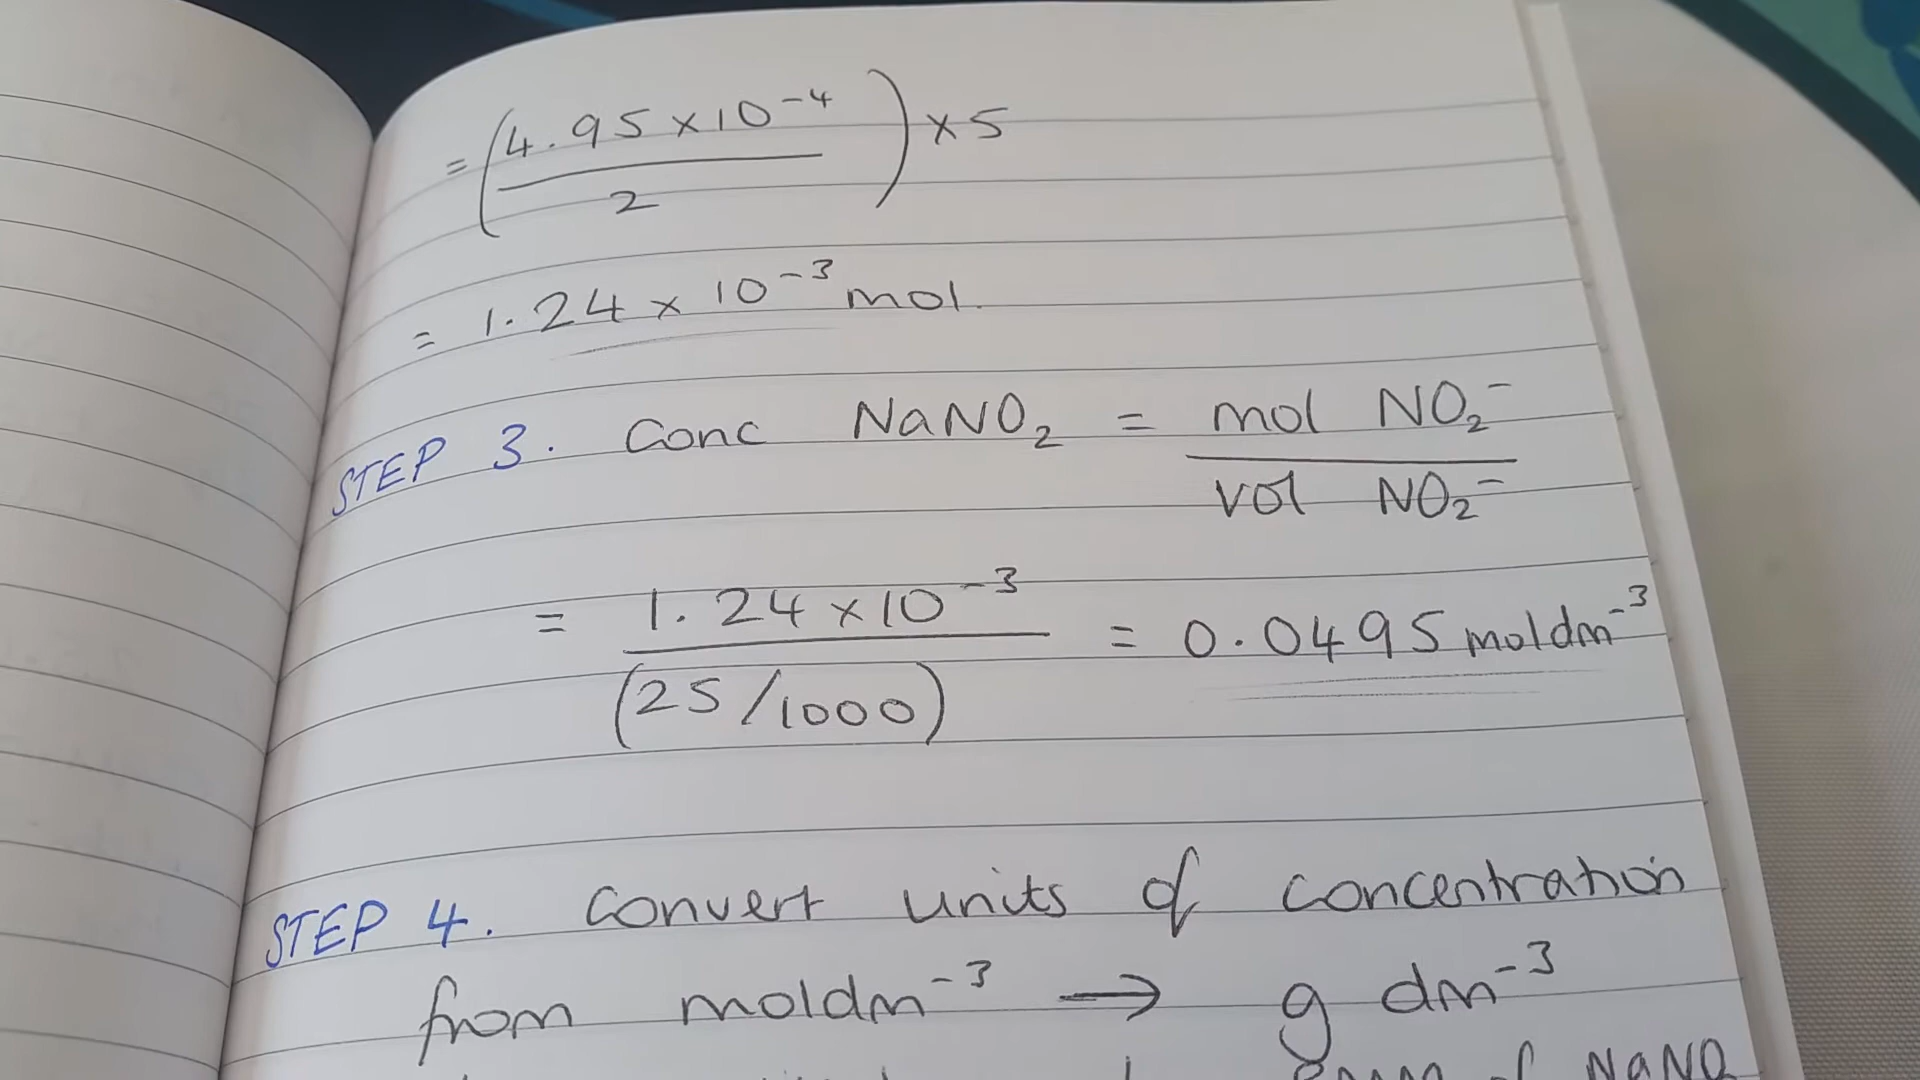 = (4.95 × 10⁻⁴ / 2) × 5
= 1.24 × 10⁻³ mol.
STEP 3. Conc NaNO₂ = mol NO₂⁻ / vol NO₂⁻
= 1.24 × 10⁻³ / (25/1000) = 0.0495 moldm⁻³
STEP 4. Convert units of concentration
from moldm⁻³ → g dm⁻³
of NaNO